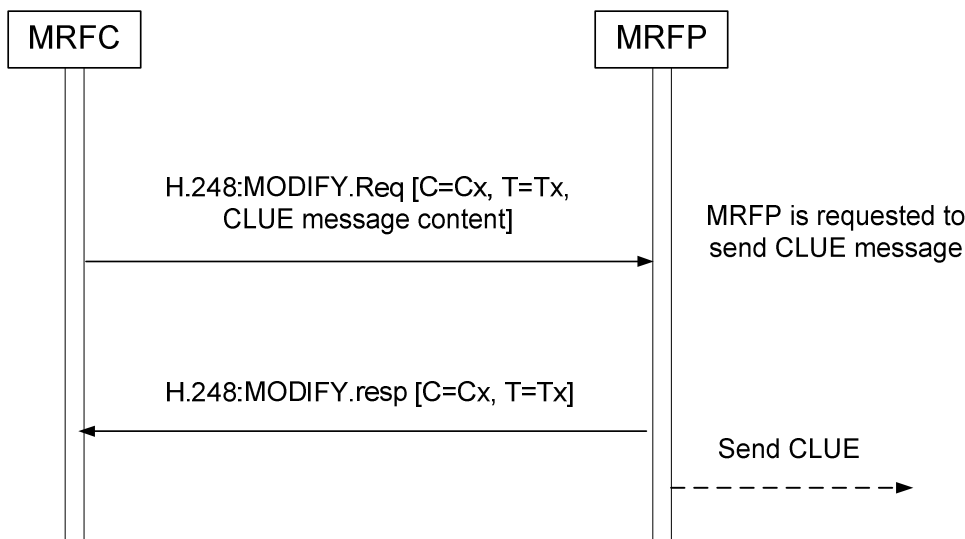 MRFC
MRFP
H.248:MODIFY.Req [C=Cx, T=Tx,
CLUE message content]
MRFP is requested to
send CLUE message
H.248:MODIFY.resp [C=Cx, T=Tx]
Send CLUE